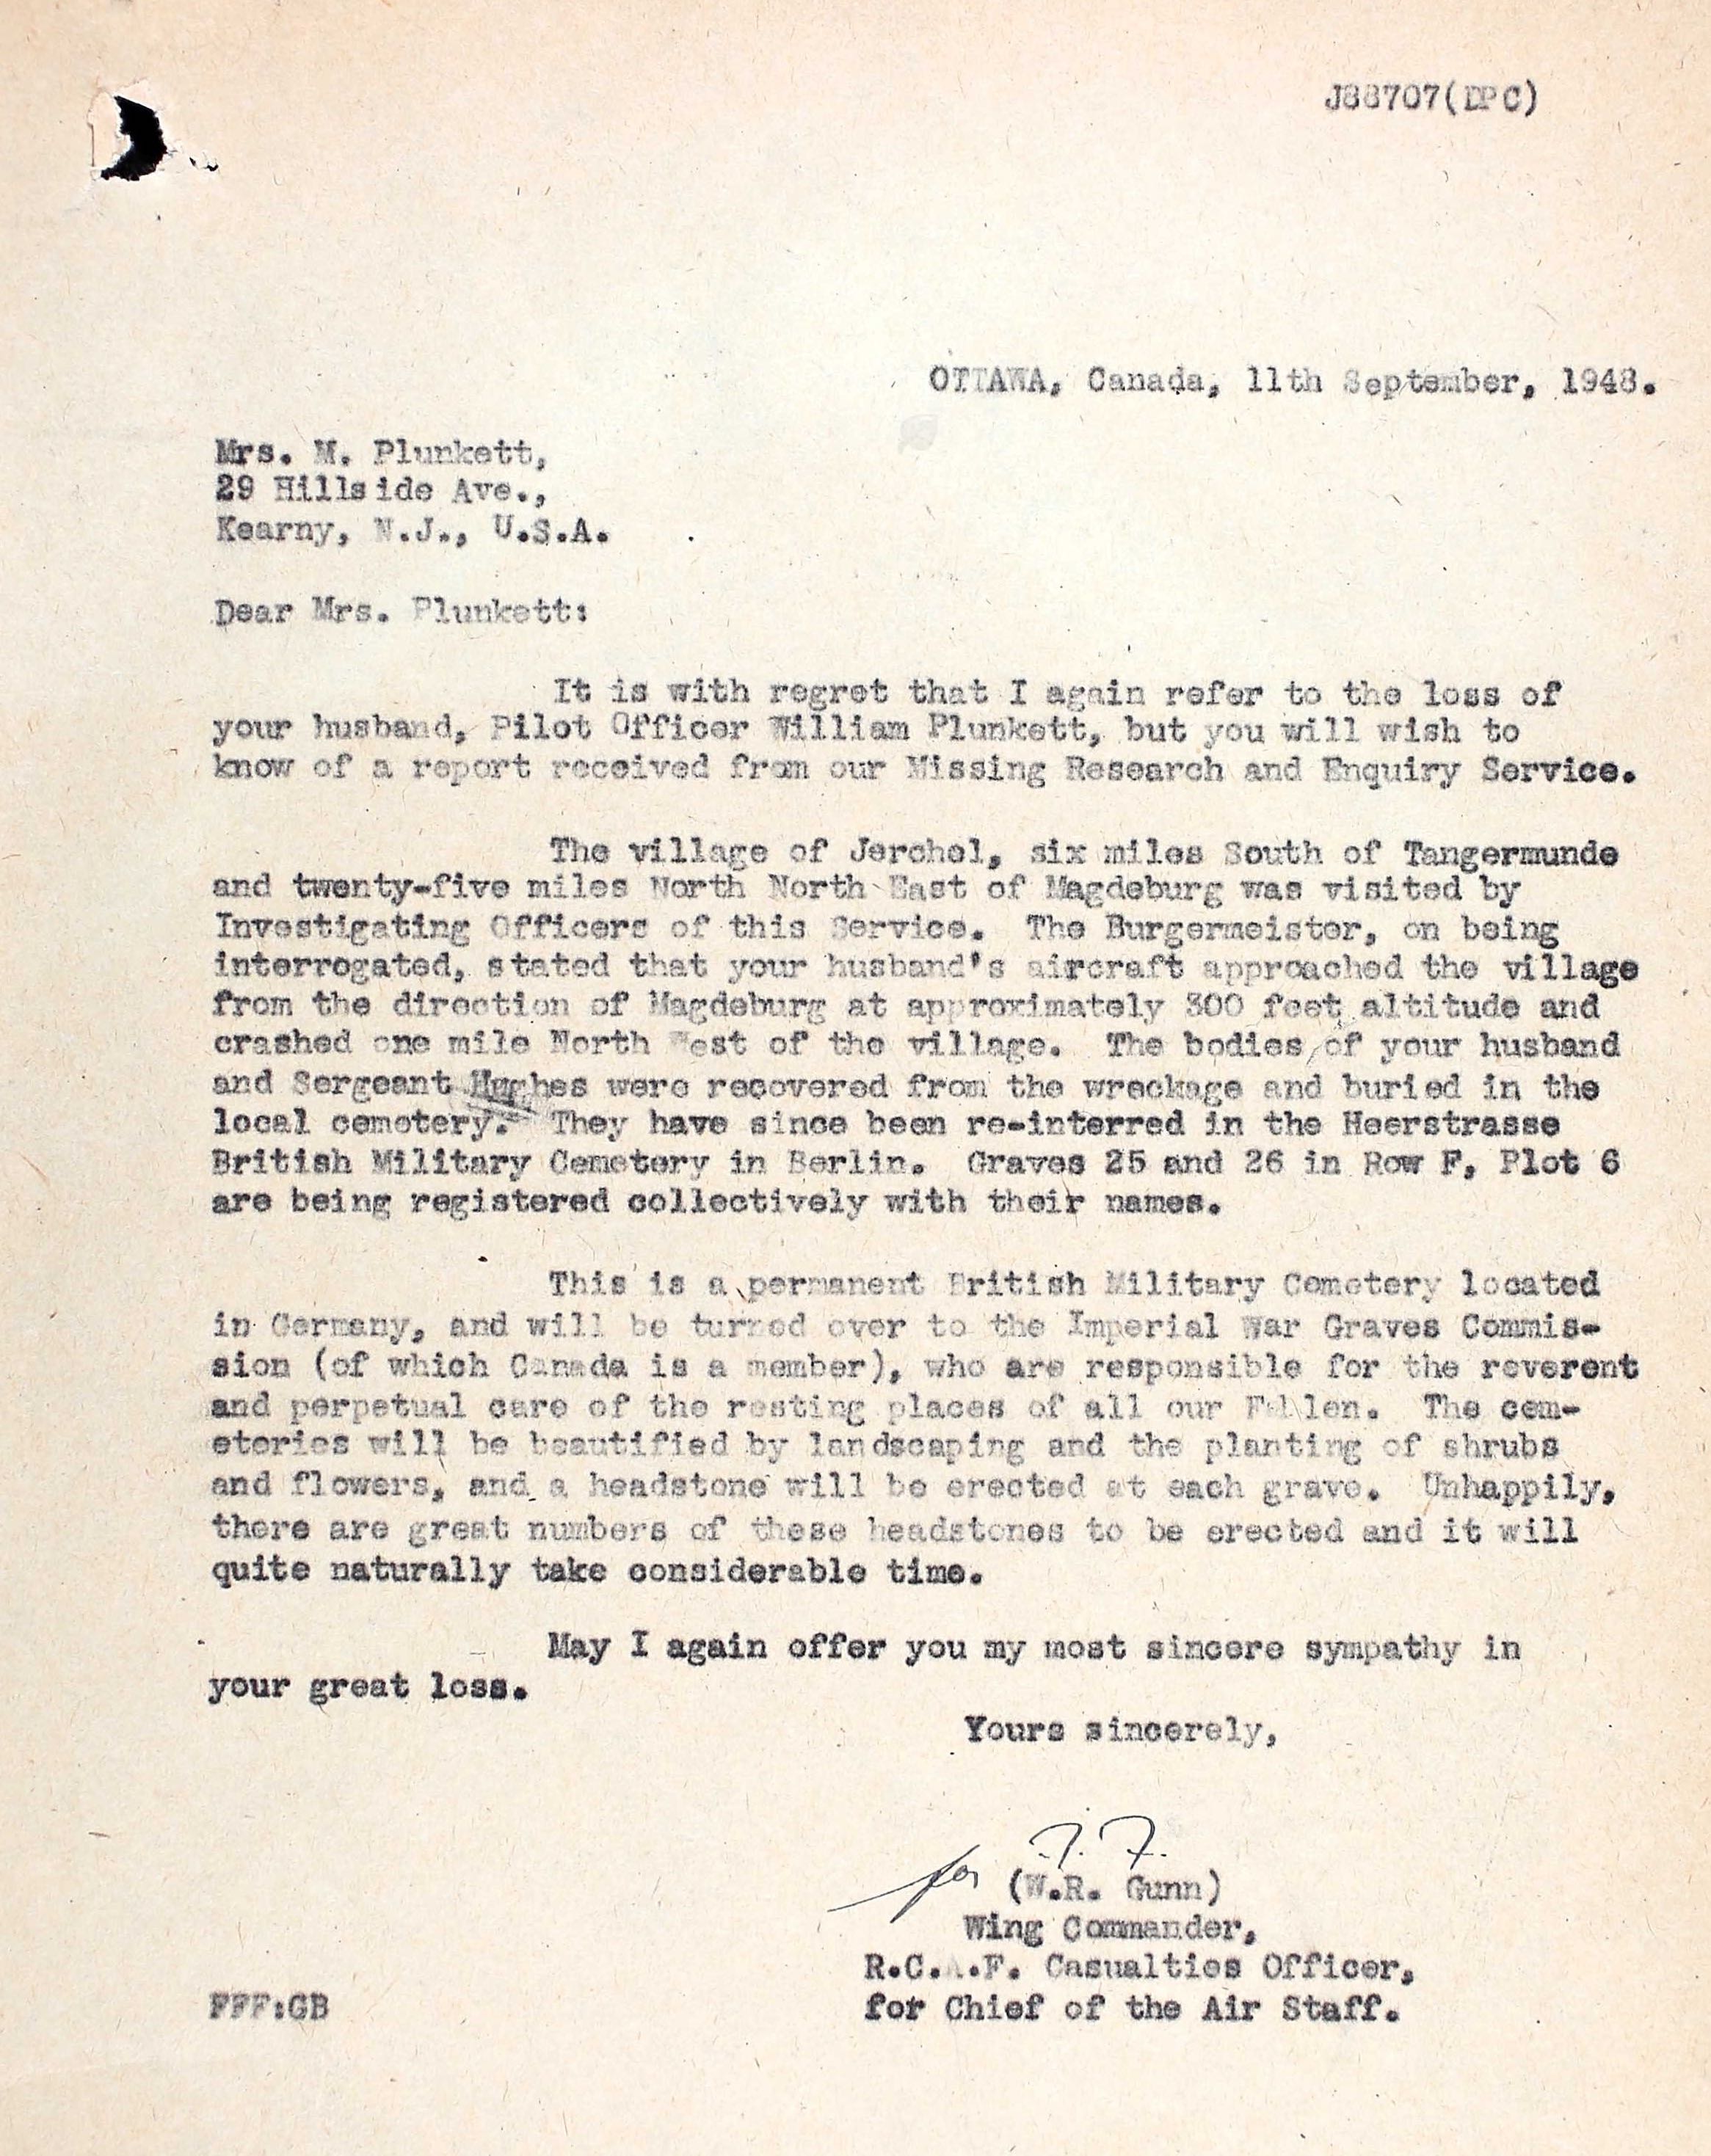 J88707(DPC)
OTTAWA, Canada, 11th September, 1948.
Mrs. M. Plunkett,
29 Hillside Ave.,
Kearny, N.J., U.S.A.
Dear Mrs. Plunkett:
It is with regret that I again refer to the loss of
your husband, Pilot Officer William Plunkett, but you will wish to
know of a report received from our Missing Research and Enquiry Service.
The village of Jerchel, six miles South of Tangermunde
and twenty-five miles North North East of Magdeburg was visited by
Investigating Officers of this Service. The Burgermeister, on being
interrogated, stated that your husband's aircraft approached the village
from the direction of Magdeburg at approximately 300 feet altitude and
crashed one mile North West of the village. The bodies of your husband
and Sergeant Hughes were recovered from the wreckage and buried in the
local cemetery. They have since been re-interred in the Heerstrasse
British Military Cemetery in Berlin. Graves 25 and 26 in Row F, Plot 6
are being registered collectively with their names.
This is a permanent British Military Cemetery located
in Germany, and will be turned over to the Imperial War Graves Commis-
sion (of which Canada is a member), who are responsible for the reverent
and perpetual care of the resting places of all our Fallen. The cem-
eteries will be beautified by landscaping and the planting of shrubs
and flowers, and a headstone will be erected at each grave. Unhappily,
there are great numbers of these headstones to be erected and it will
quite naturally take considerable time.
May I again offer you my most sincere sympathy in
your great loss.
Yours sincerely,
for
(W.R. Gunn)
Wing Commander,
R.C.A.F. Casualties Officer,
FFF:GB
for Chief of the Air Staff.